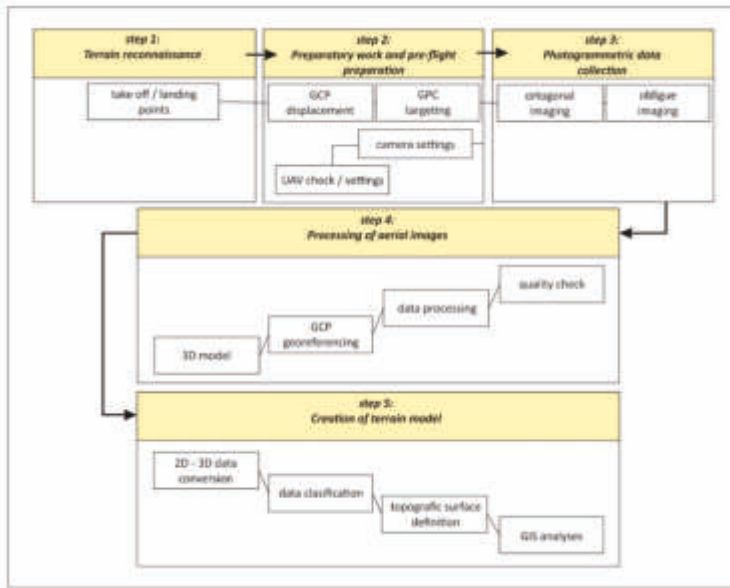 step 1:
Terrain reconnaissance
step 2:
Preparatory work and pre-flight
preparation
step 3:
Photogrammetric data
collection
take off / landing
points
GCP
displacement
GPC
targeting
ortogonal
imaging
obligue
imaging
camera settings
UAV check / settings
step 4:
Processing of aerial images
quality check
data processing
GCP
georeferencing
3D model
step 5:
Creation of terrain model
2D - 3D data
conversion
data clasification
topografic surface
definition
GIS analyses